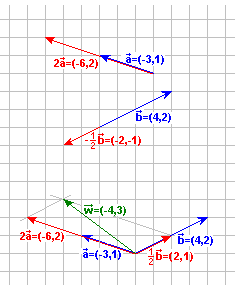 2a⃗=(-6,2)
a⃗=(-3,1)
b⃗=(4,2)
-1/2b⃗=(-2,-1)
w⃗=(-4,3)
2a⃗=(-6,2)
b⃗=(4,2)
a⃗=(-3,1)
1/2b⃗=(2,1)